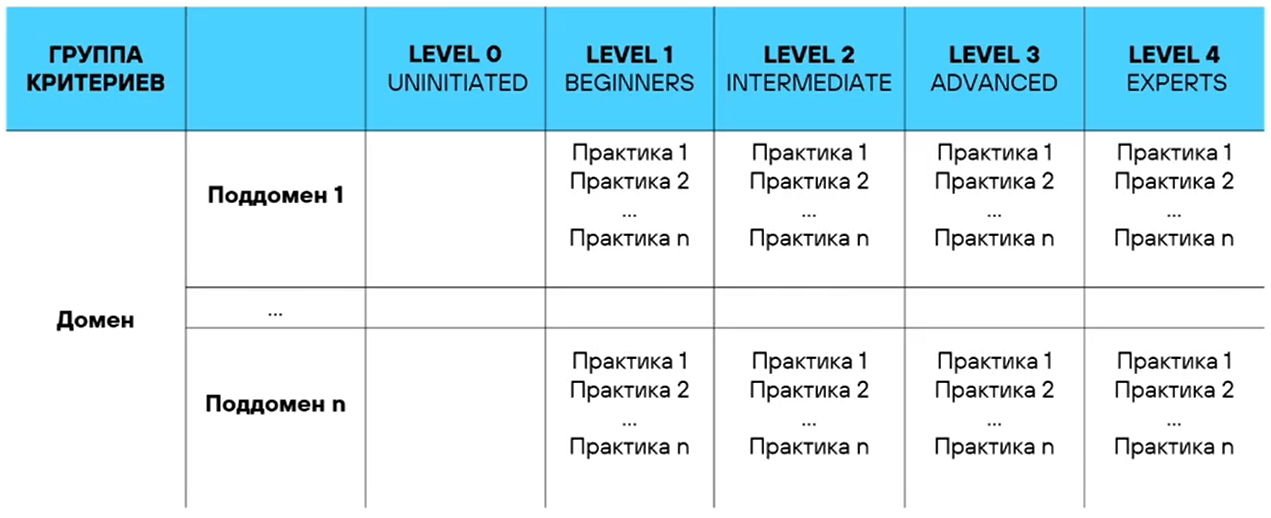 ГРУППА
КРИТЕРИЕВ
LEVEL 0
UNINITIATED
LEVEL 1
BEGINNERS
LEVEL 2
INTERMEDIATE
LEVEL 3
ADVANCED
LEVEL 4
EXPERTS
Домен
Поддомен 1
Практика 1
Практика 2
...
Практика n
Практика 1
Практика 2
...
Практика n
Практика 1
Практика 2
...
Практика n
Практика 1
Практика 2
...
Практика n
...
Поддомен n
Практика 1
Практика 2
...
Практика n
Практика 1
Практика 2
...
Практика n
Практика 1
Практика 2
...
Практика n
Практика 1
Практика 2
...
Практика n